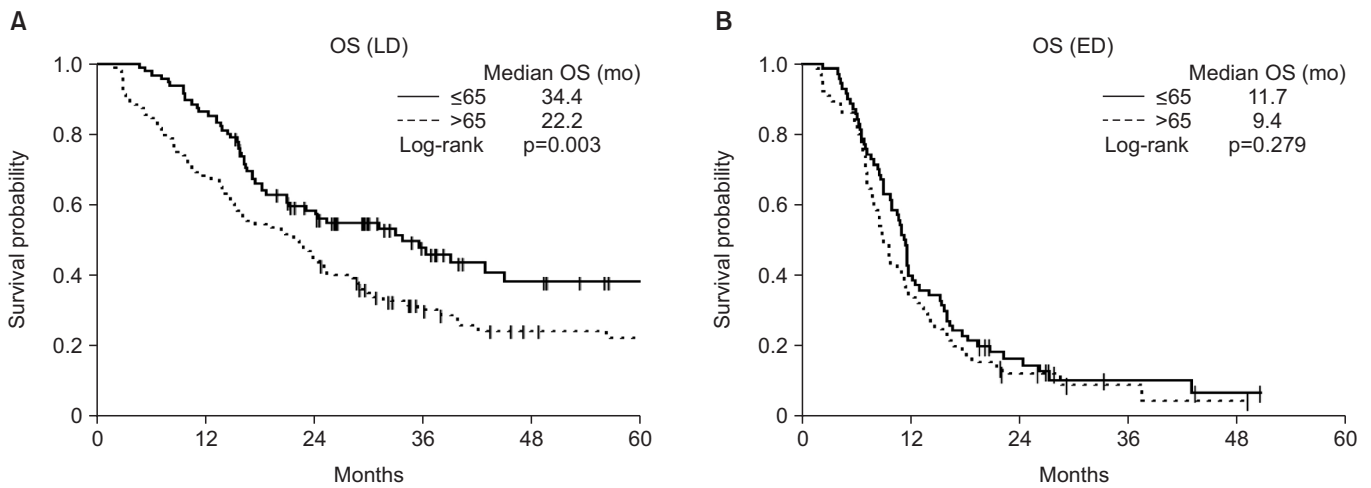 A
OS (LD)
Median OS (mo)
≤65 34.4
>65 22.2
Log-rank p=0.003
Survival probability
1.0
0.8
0.6
0.4
0.2
0
0 12 24 36 48 60
Months
B
OS (ED)
Median OS (mo)
≤65 11.7
>65 9.4
Log-rank p=0.279
Survival probability
1.0
0.8
0.6
0.4
0.2
0
0 12 24 36 48 60
Months